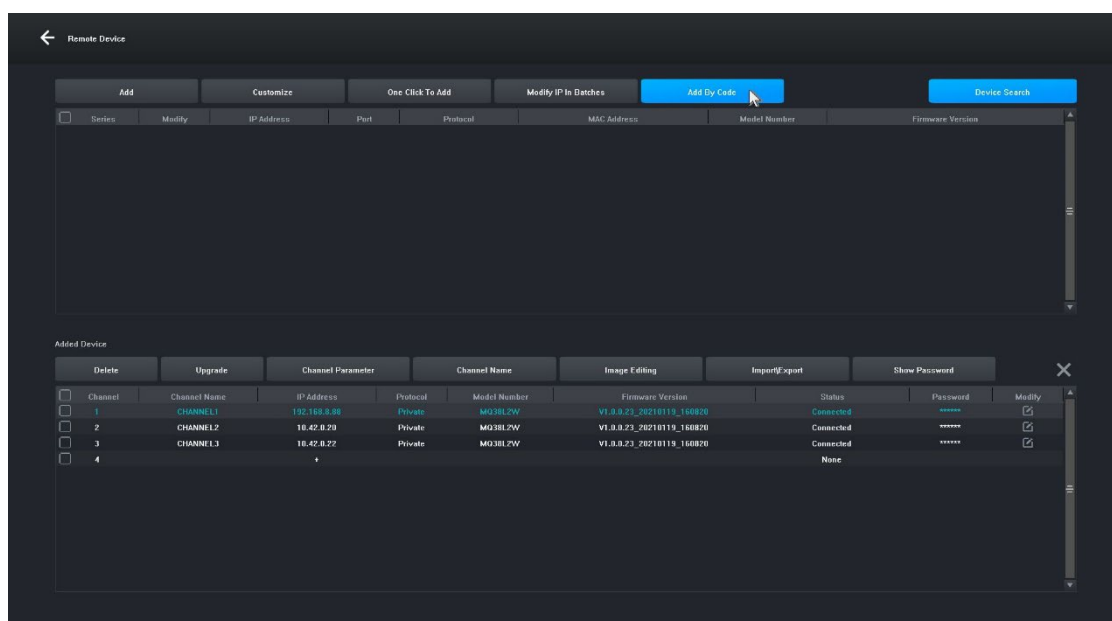 Remote Device
Add Customize One Click To Add Modify IP In Batches Add By Code Device Search
Series Modify IP Address Port Protocol MAC Address Model Number Firmware Version
Added Device
Delete Upgrade Channel Parameter Channel Name Image Editing Import\Export Show Password
Channel Channel Name IP Address Protocol Model Number Firmware Version Status Password Modify
1 CHANNEL1 192.168.8.88 Private MQ38L2W V1.0.0.23_20210119_160820 Connected ******
2 CHANNEL2 10.42.0.20 Private MQ38L2W V1.0.0.23_20210119_160820 Connected ******
3 CHANNEL3 10.42.0.22 Private MQ38L2W V1.0.0.23_20210119_160820 Connected ******
4 + None